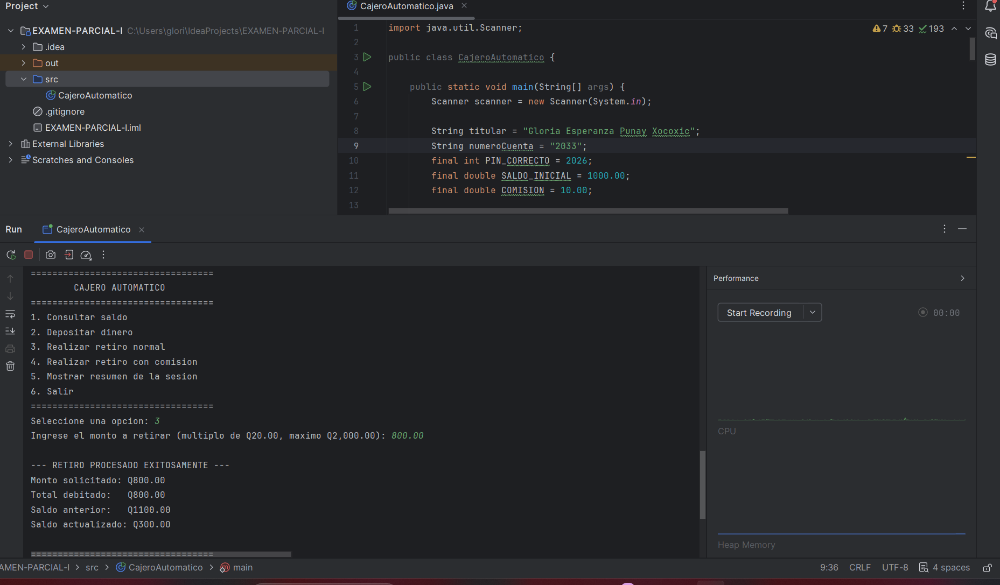 Project
EXAMEN-PARCIAL-I C:\Users\glori\IdeaProjects\EXAMEN-PARCIAL-I
.idea
out
src
CajeroAutomatico
.gitignore
EXAMEN-PARCIAL-I.iml
External Libraries
Scratches and Consoles
CajeroAutomatico.java
7 33 193
1 import java.util.Scanner;
2
3 public class CajeroAutomatico {
4
5 public static void main(String[] args) {
6 Scanner scanner = new Scanner(System.in);
7
8 String titular = "Gloria Esperanza Punay Xocoxic";
9 String numeroCuenta = "2033";
10 final int PIN_CORRECTO = 2026;
11 final double SALDO_INICIAL = 1000.00;
12 final double COMISION = 10.00;
13
Run CajeroAutomatico
==================================
CAJERO AUTOMATICO
==================================
1. Consultar saldo
2. Depositar dinero
3. Realizar retiro normal
4. Realizar retiro con comision
5. Mostrar resumen de la sesion
6. Salir
==================================
Seleccione una opcion: 3
Ingrese el monto a retirar (multiplo de Q20.00, maximo Q2,000.00): 800.00
--- RETIRO PROCESADO EXITOSAMENTE ---
Monto solicitado: Q800.00
Total debitado: Q800.00
Saldo anterior: Q1100.00
Saldo actualizado: Q300.00
==================================
Performance
Start Recording
00:00
CPU
Heap Memory
AMEN-PARCIAL-I > src > CajeroAutomatico > main
9:36 CRLF UTF-8 4 spaces